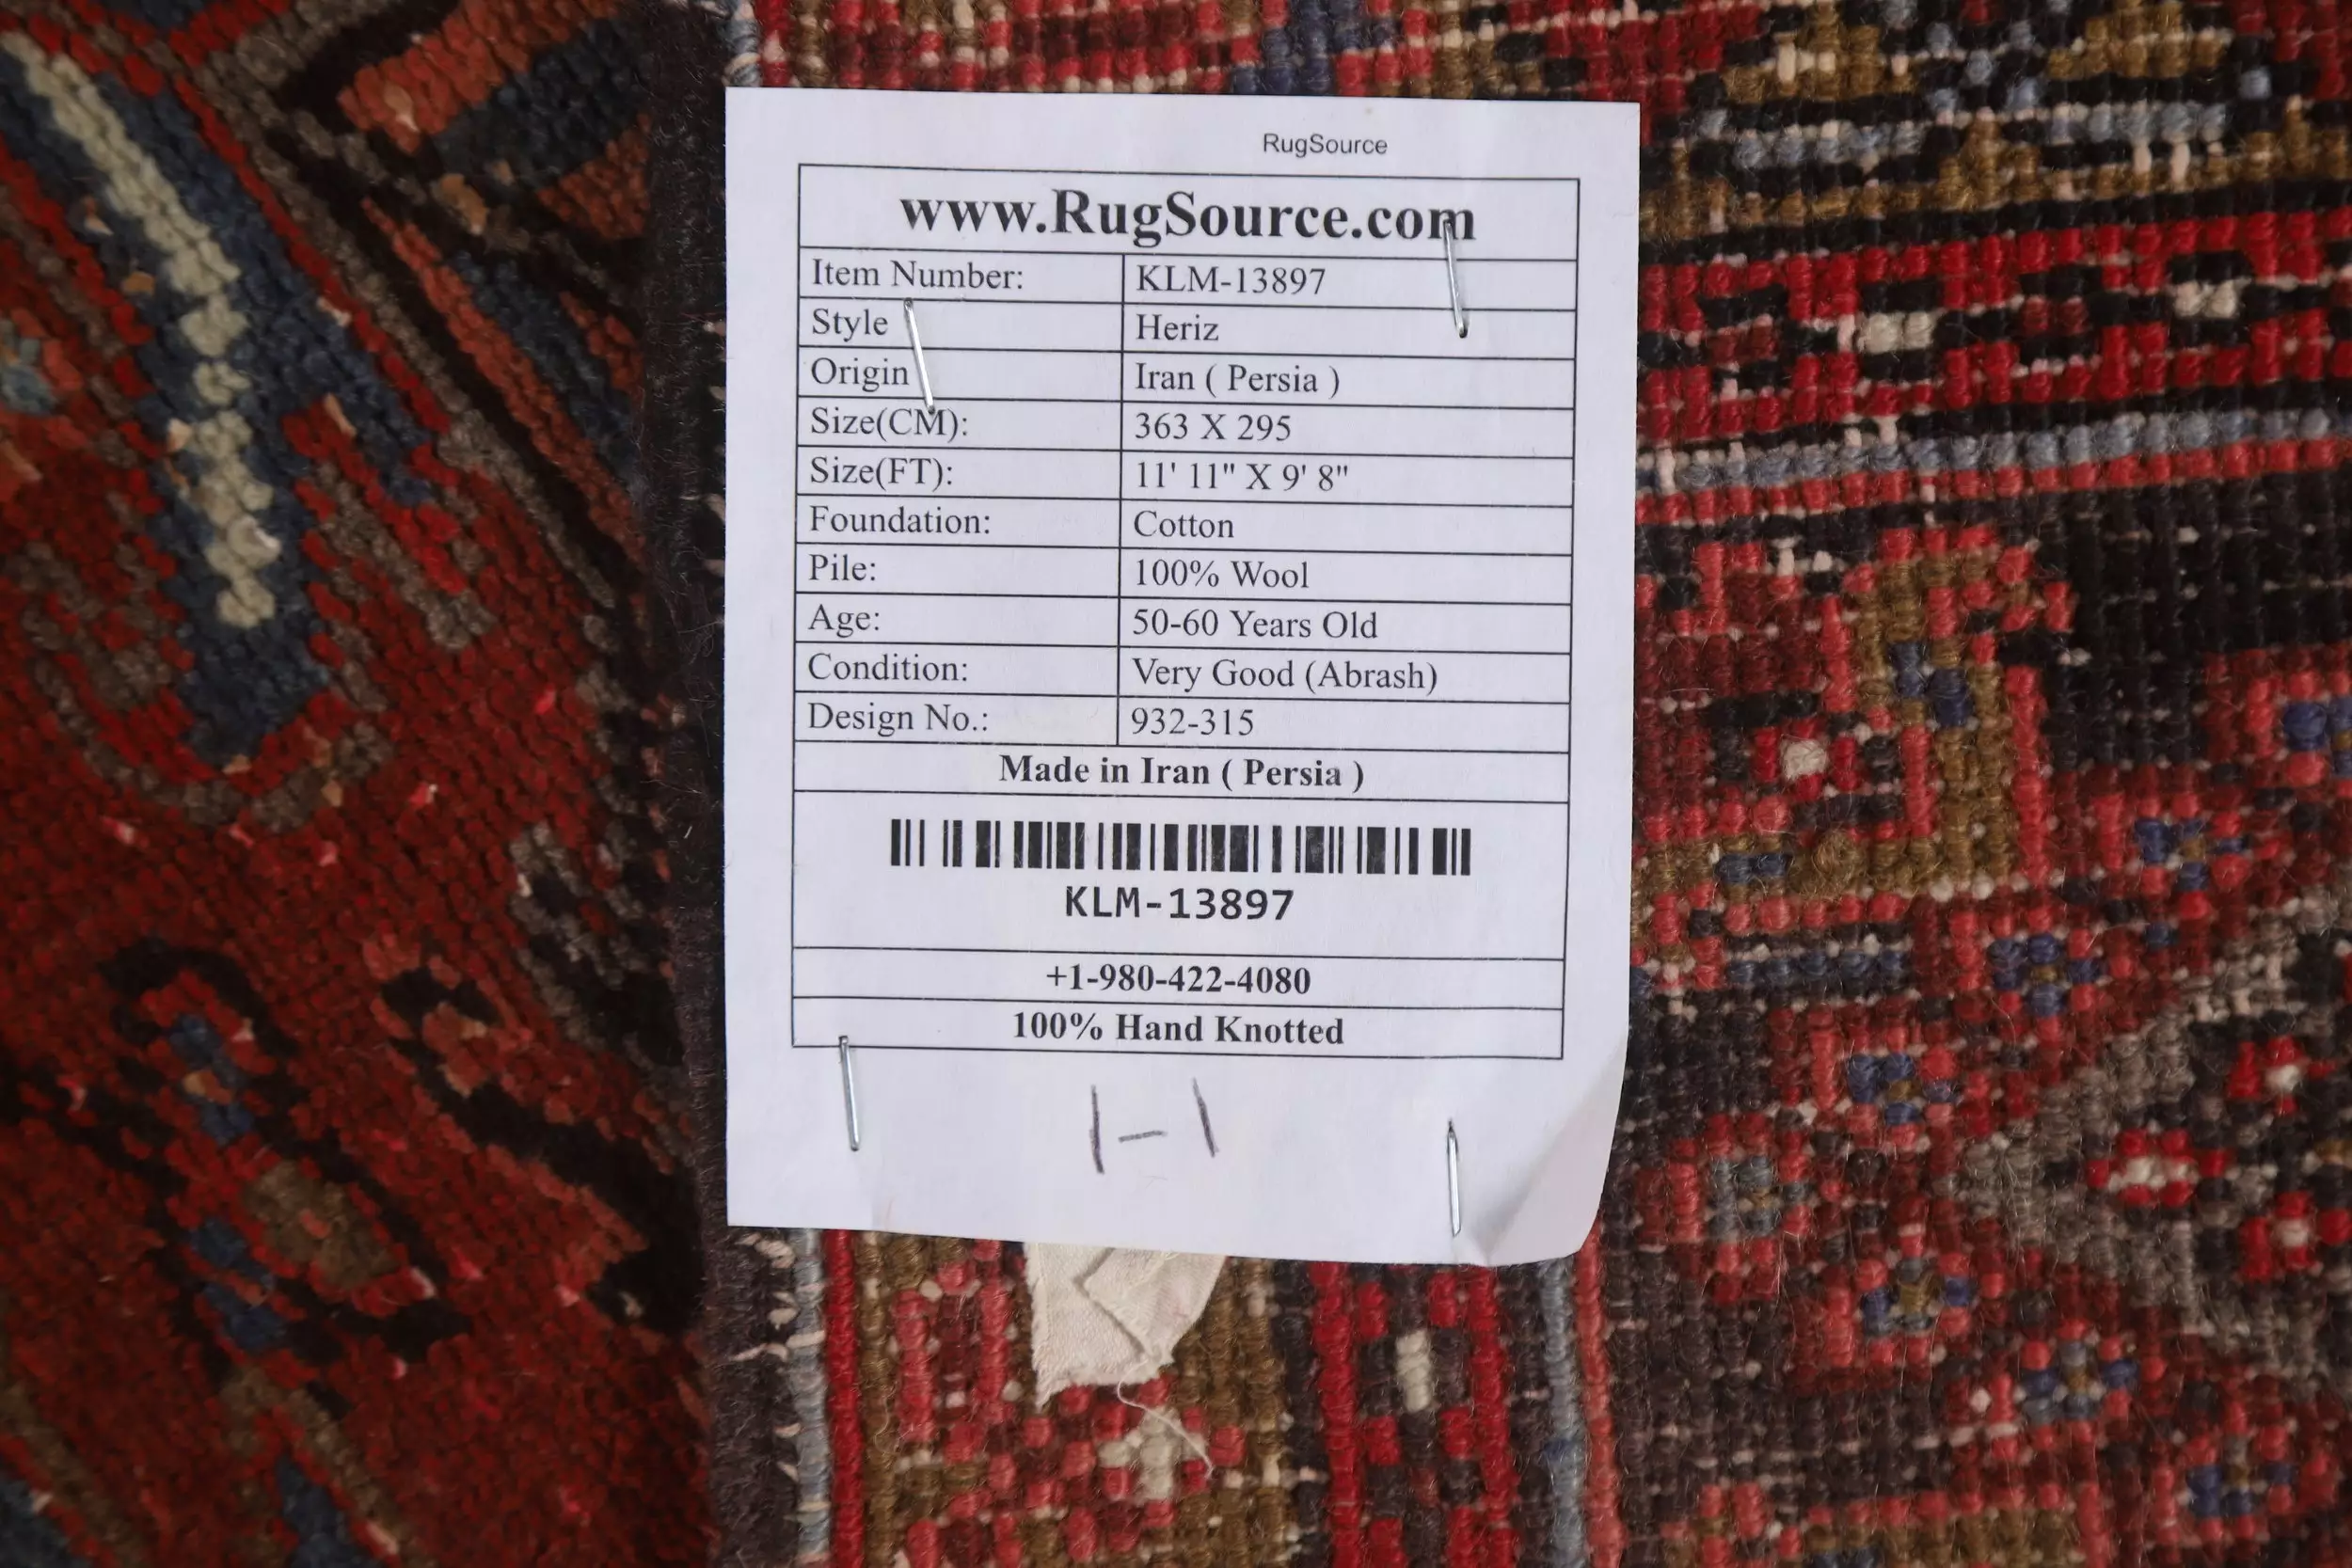 RugSource
www.RugSource.com
Item Number: KLM-13897
Style Heriz
Origin Iran ( Persia )
Size(CM): 363 X 295
Size(FT): 11' 11" X 9' 8"
Foundation: Cotton
Pile: 100% Wool
Age: 50-60 Years Old
Condition: Very Good (Abrash)
Design No.: 932-315
Made in Iran ( Persia )
KLM-13897
+1-980-422-4080
100% Hand Knotted
1-1